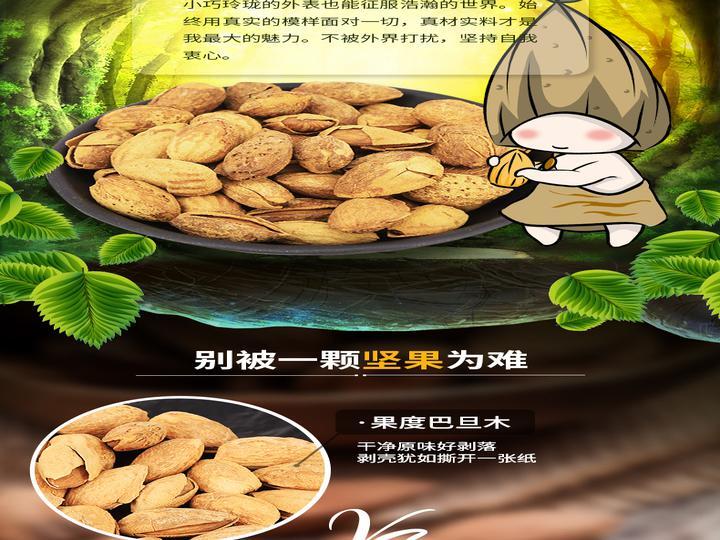 小巧玲珑的外表也能征服浩瀚的世界。始
终用真实的模样面对一切，真材实料才是
我最大的魅力。不被外界打扰，坚持自我
衷心。
别被一颗坚果为难
·果度巴旦木
干净原味好剥落
剥壳犹如撕开一张纸